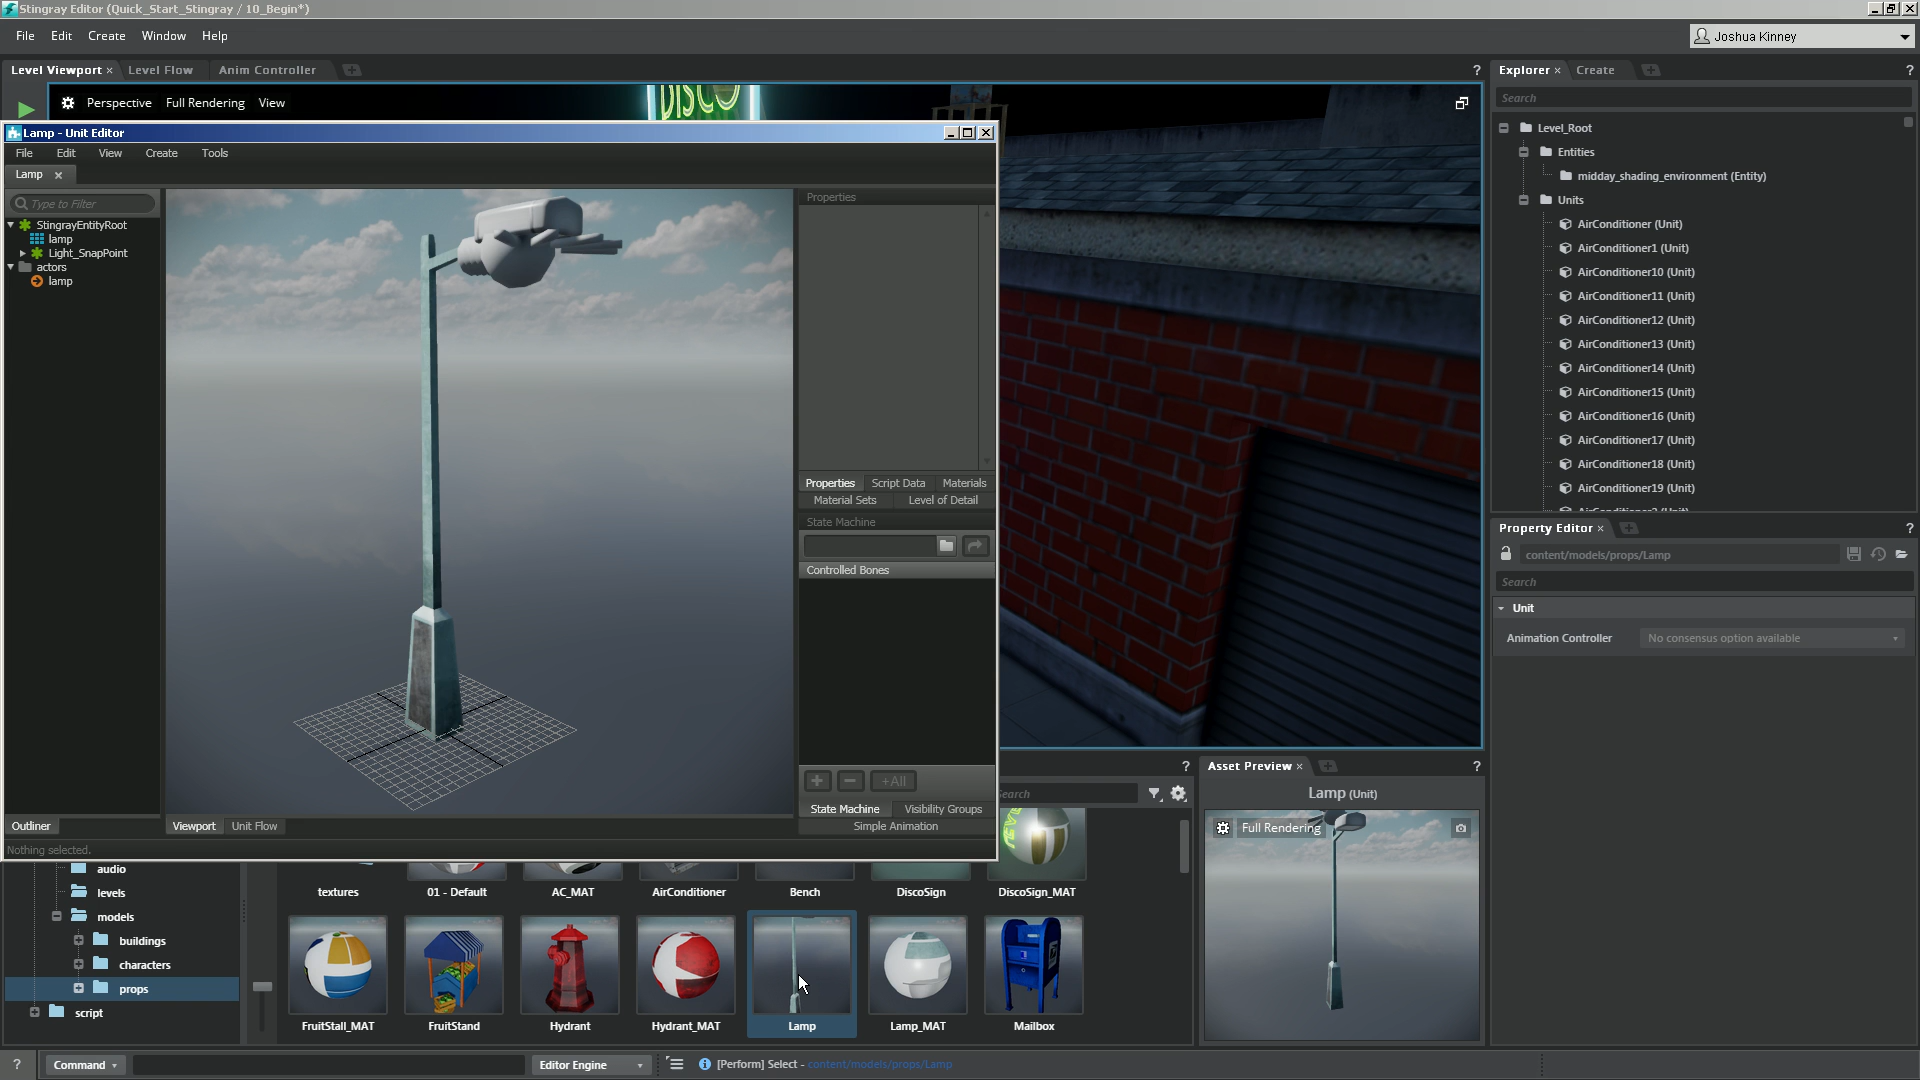 Stingray Editor (Quick_Start_Stingray / 10_Begin*)
File Edit Create Window Help
Joshua Kinney
Level Viewport × Level Flow Anim Controller
?
Explorer × Create
?
Perspective Full Rendering View
DISCO
Search
Lamp - Unit Editor
File Edit View Create Tools
Lamp ×
Type to Filter
StingrayEntityRoot
lamp
Light_SnapPoint
actors
lamp
Properties
Properties Script Data Materials
Material Sets Level of Detail
State Machine
Controlled Bones
+All
State Machine Visibility Groups
Simple Animation
Outliner
Viewport Unit Flow
Nothing selected.
Level_Root
Entities
midday_shading_environment (Entity)
Units
AirConditioner (Unit)
AirConditioner1 (Unit)
AirConditioner10 (Unit)
AirConditioner11 (Unit)
AirConditioner12 (Unit)
AirConditioner13 (Unit)
AirConditioner14 (Unit)
AirConditioner15 (Unit)
AirConditioner16 (Unit)
AirConditioner17 (Unit)
AirConditioner18 (Unit)
AirConditioner19 (Unit)
Property Editor ×
?
content/models/props/Lamp
Search
Unit
Animation Controller No consensus option available
?
Search
Asset Preview ×
?
Lamp (Unit)
Full Rendering
audio
levels
models
buildings
characters
props
script
textures 01 - Default AC_MAT AirConditioner Bench DiscoSign DiscoSign_MAT
FruitStall_MAT FruitStand Hydrant Hydrant_MAT Lamp Lamp_MAT Mailbox
? Command Editor Engine [Perform] Select - content/models/props/Lamp